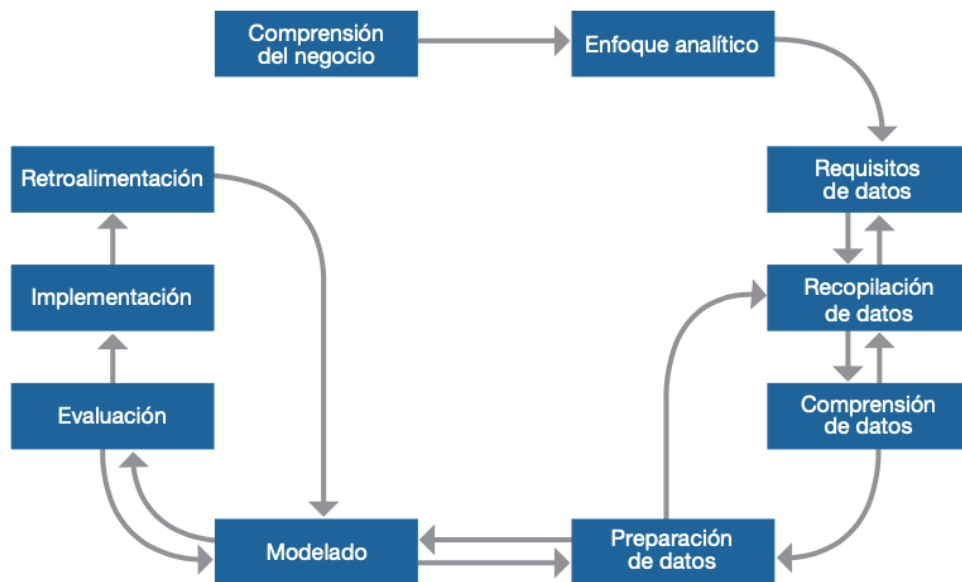 Comprensión
del negocio
Enfoque analítico
Requisitos
de datos
Recopilación
de datos
Comprensión
de datos
Preparación
de datos
Modelado
Evaluación
Implementación
Retroalimentación